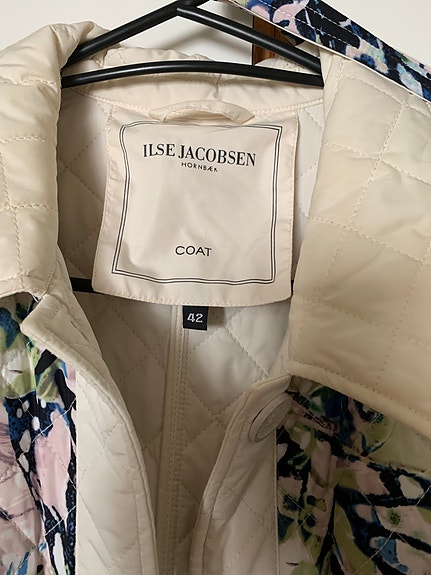 ILSE JACOBSEN
HORNBÆK
COAT
42